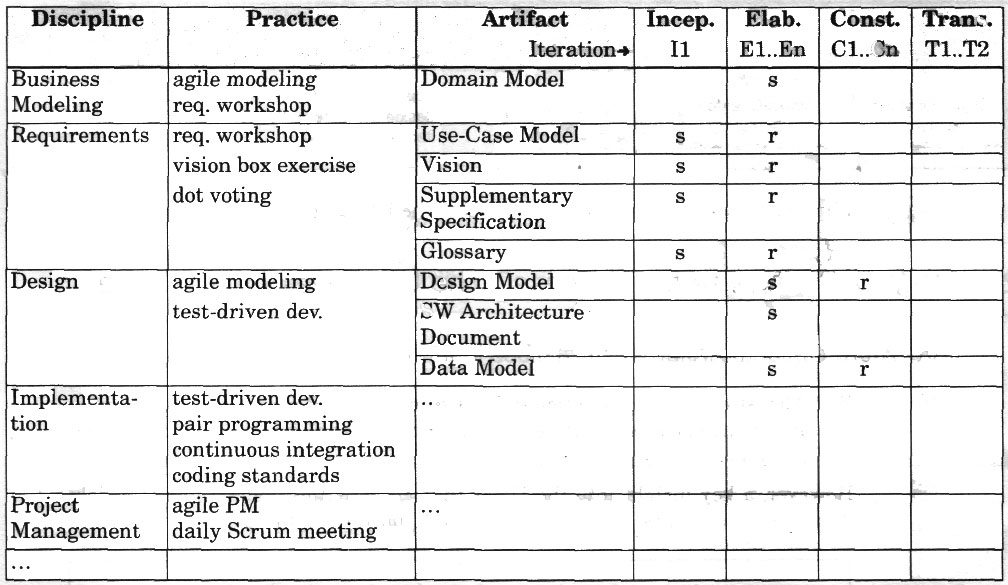 Discipline Practice Artifact Incep. Elab. Const. Trans.
Iteration→ I1 E1..En C1..Cn T1..T2
Business agile modeling Domain Model s
Modeling req. workshop
Requirements req. workshop Use-Case Model s r
vision box exercise Vision s r
dot voting Supplementary s r
Specification
Glossary s r
Design agile modeling Design Model s r
test-driven dev. SW Architecture s
Document
Data Model s r
Implementa- test-driven dev. ..
tion pair programming
continuous integration
coding standards
Project agile PM ...
Management daily Scrum meeting
...